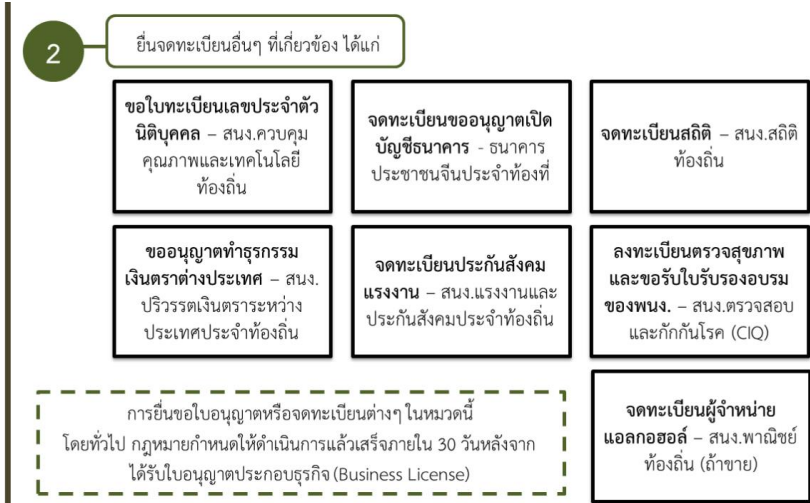 2
ยื่นจดทะเบียนอื่นๆ ที่เกี่ยวข้อง ได้แก่
ขอใบทะเบียนเลขประจำตัว
นิติบุคคล – สนง.ควบคุม
คุณภาพและเทคโนโลยี
ท้องถิ่น
จดทะเบียนขออนุญาตเปิด
บัญชีธนาคาร - ธนาคาร
ประชาชนจีนประจำท้องที่
จดทะเบียนสถิติ – สนง.สถิติ
ท้องถิ่น
ขออนุญาตทำธุรกรรม
เงินตราต่างประเทศ – สนง.
ปริวรรตเงินตราระหว่าง
ประเทศประจำท้องถิ่น
จดทะเบียนประกันสังคม
แรงงาน – สนง.แรงงานและ
ประกันสังคมประจำท้องถิ่น
ลงทะเบียนตรวจสุขภาพ
และขอรับใบรับรองอบรม
ของพนง. – สนง.ตรวจสอบ
และกักกันโรค (CIQ)
การยื่นขอใบอนุญาตหรือจดทะเบียนต่างๆ ในหมวดนี้
โดยทั่วไป กฎหมายกำหนดให้ดำเนินการแล้วเสร็จภายใน 30 วันหลังจาก
ได้รับใบอนุญาตประกอบธุรกิจ (Business License)
จดทะเบียนผู้จำหน่าย
แอลกอฮอล์ – สนง.พาณิชย์
ท้องถิ่น (ถ้าขาย)